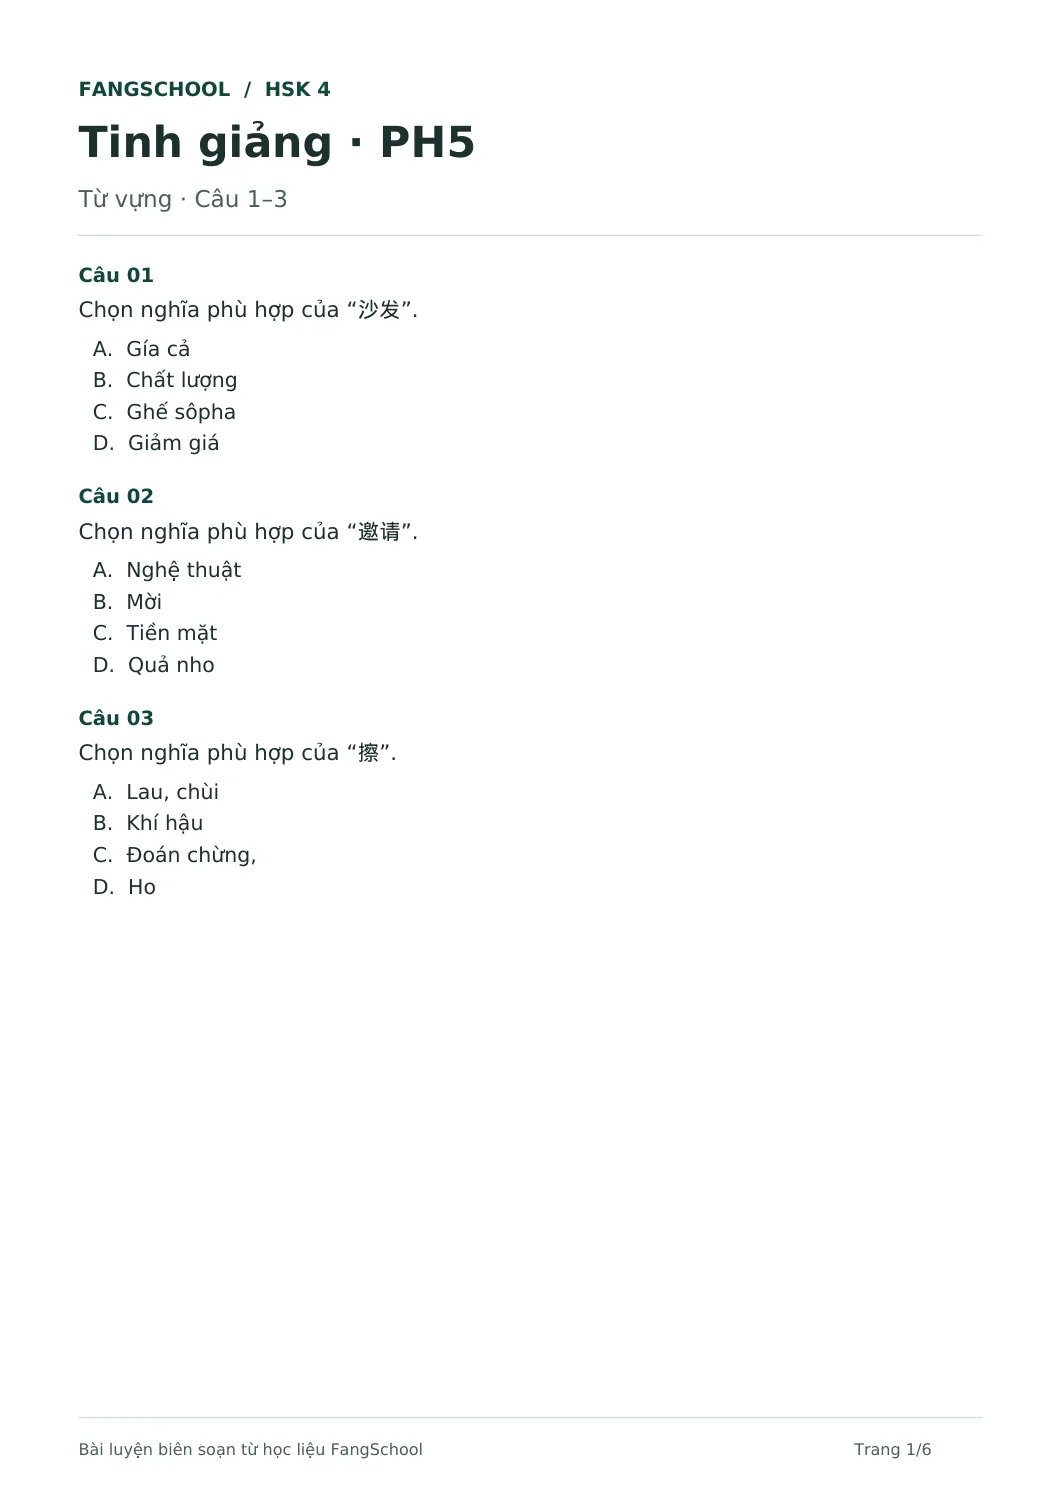 FANGSCHOOL / HSK 4
Tinh giảng · PH5
Từ vựng · Câu 1–3
Câu 01
Chọn nghĩa phù hợp của “沙发”.
A. Gía cả
B. Chất lượng
C. Ghế sôpha
D. Giảm giá
Câu 02
Chọn nghĩa phù hợp của “邀请”.
A. Nghệ thuật
B. Mời
C. Tiền mặt
D. Quả nho
Câu 03
Chọn nghĩa phù hợp của “擦”.
A. Lau, chùi
B. Khí hậu
C. Đoán chừng,
D. Ho
Bài luyện biên soạn từ học liệu FangSchool
Trang 1/6